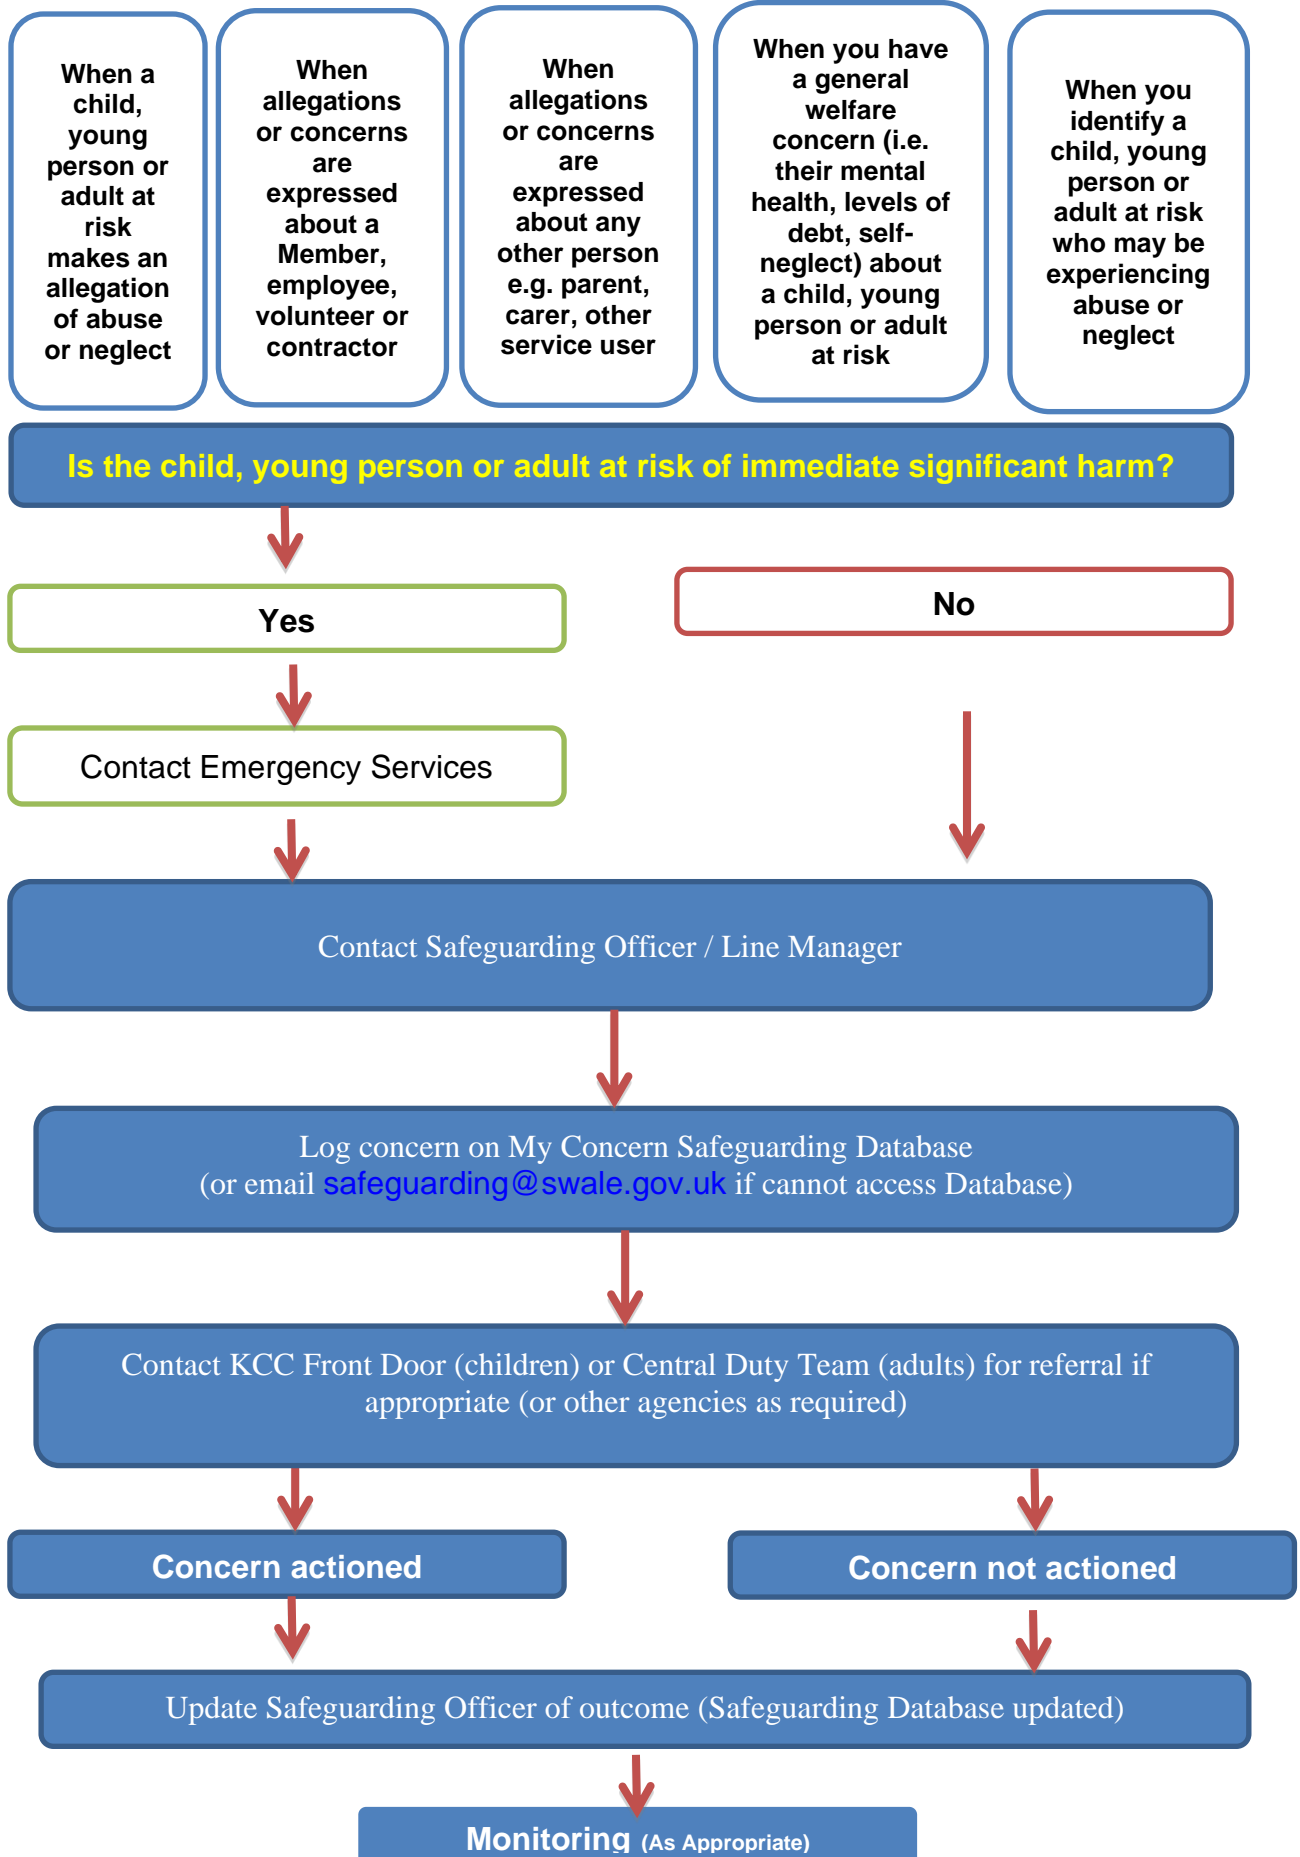 When a
child,
young
person or
adult at
risk
makes an
allegation
of abuse
or neglect
When
allegations
or concerns
are
expressed
about a
Member,
employee,
volunteer or
contractor
When
allegations
or concerns
are
expressed
about any
other person
e.g. parent,
carer, other
service user
When you have
a general
welfare
concern (i.e.
their mental
health, levels of
debt, self-
neglect) about
a child, young
person or adult
at risk
When you
identify a
child, young
person or
adult at risk
who may be
experiencing
abuse or
neglect
Is the child, young person or adult at risk of immediate significant harm?
Yes
No
Contact Emergency Services
Contact Safeguarding Officer / Line Manager
Log concern on My Concern Safeguarding Database
(or email safeguarding@swale.gov.uk if cannot access Database)
Contact KCC Front Door (children) or Central Duty Team (adults) for referral if
appropriate (or other agencies as required)
Concern actioned
Concern not actioned
Update Safeguarding Officer of outcome (Safeguarding Database updated)
Monitoring (As Appropriate)